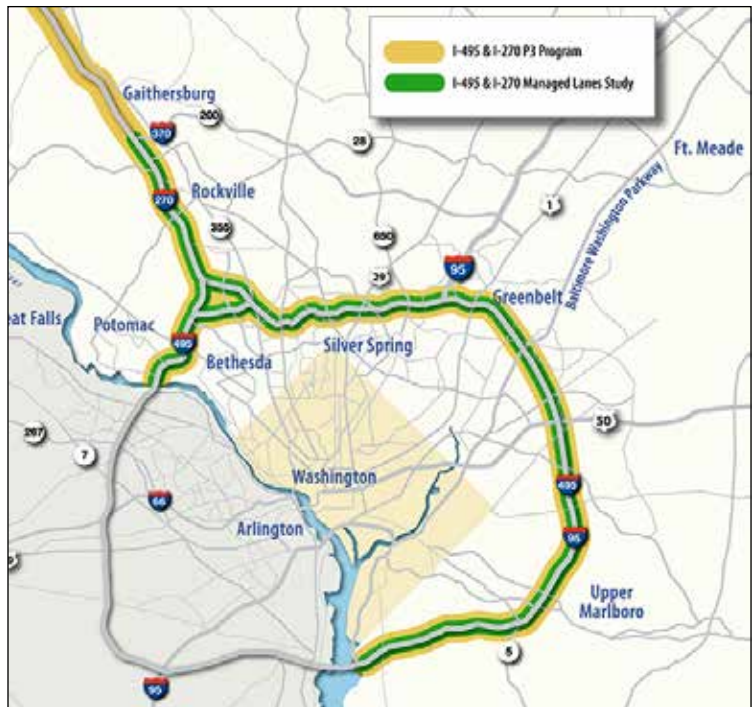 I-495 & I-270 P3 Program
I-495 & I-270 Managed Lanes Study
Gaithersburg
370
200
28
Ft. Meade
270
Rockville
355
650
1
Baltimore Washington Parkway
95
Greenbelt
eat Falls
Potomac
495
Bethesda
Silver Spring
267
7
50
Washington
66
495
Arlington
95
Upper
Marlboro
5
95